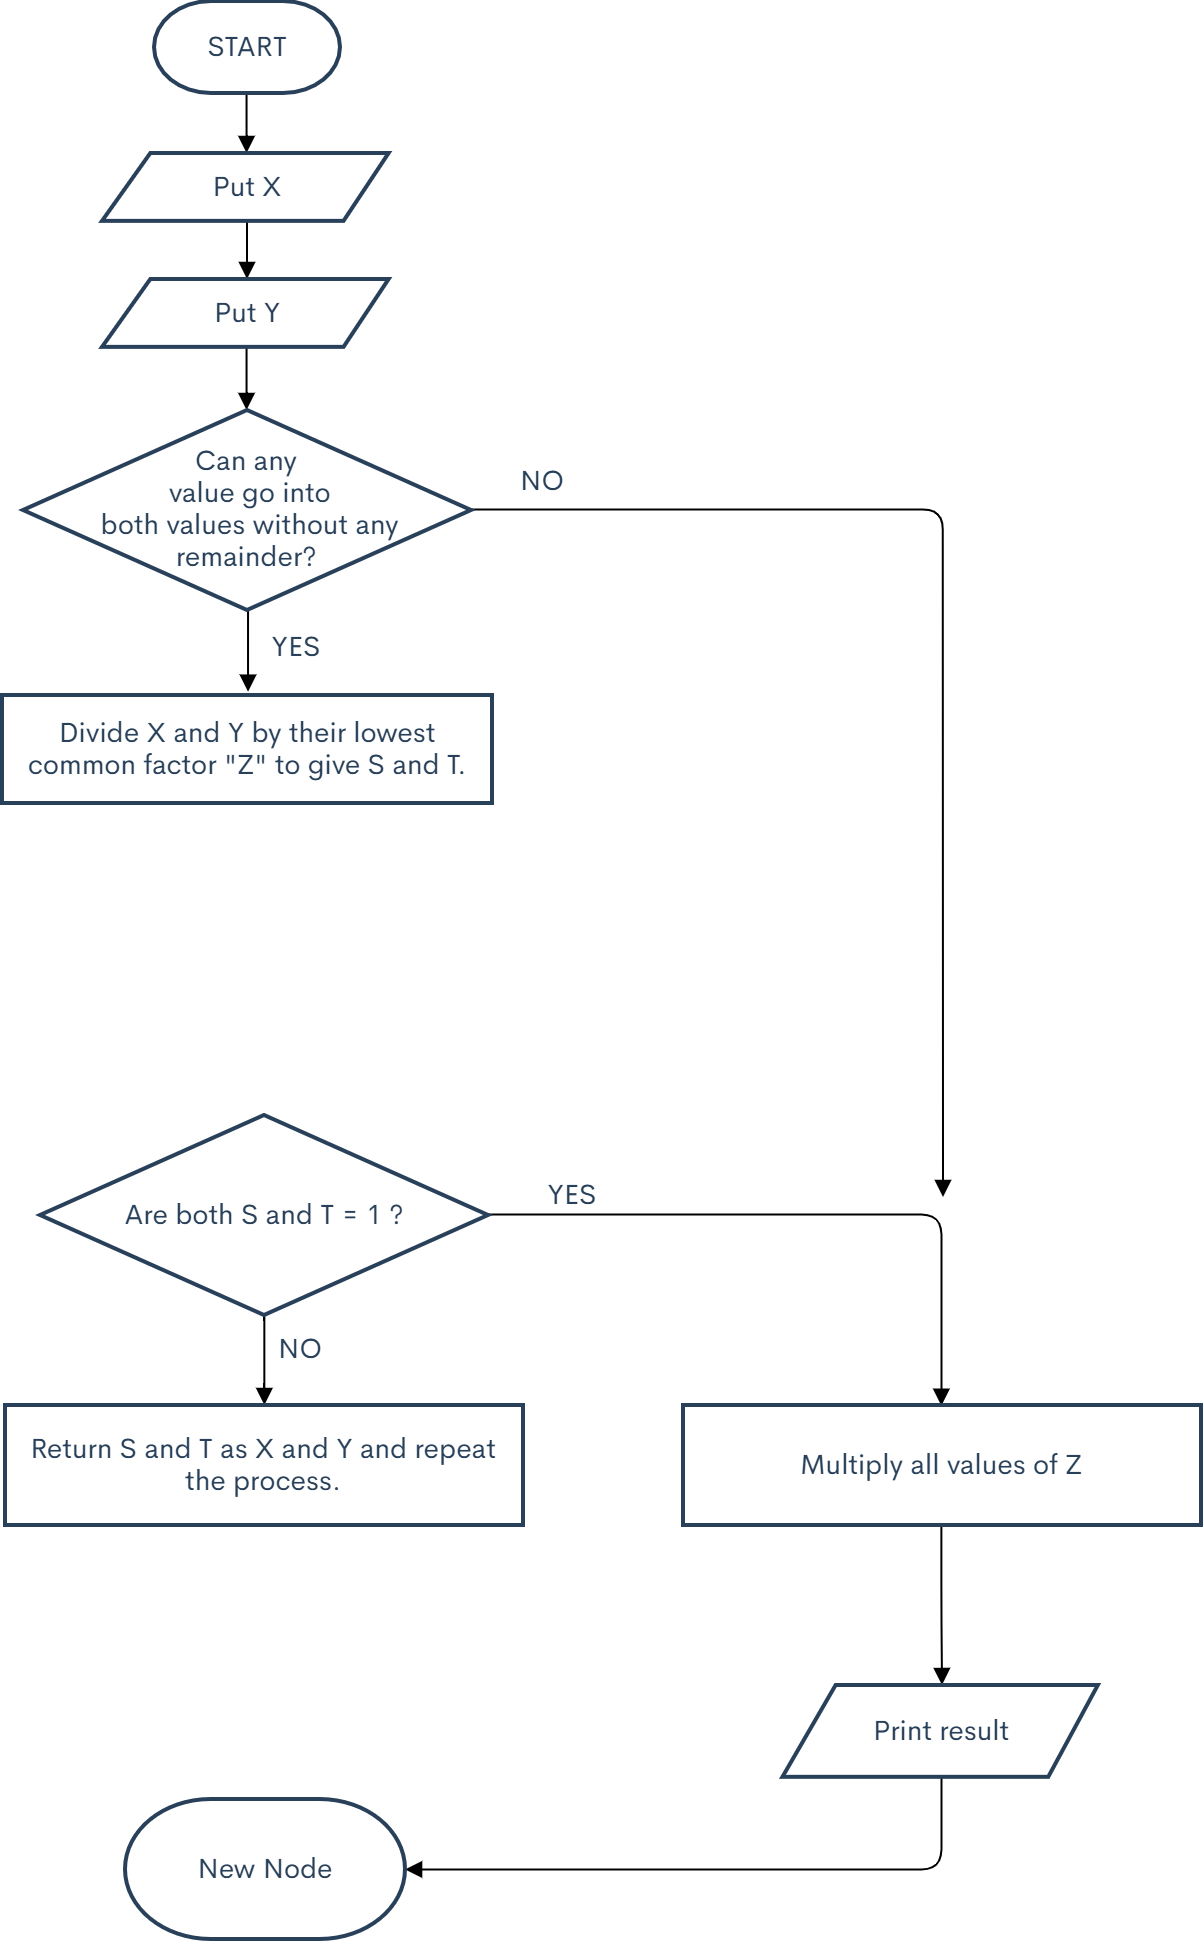 START
Put X
Put Y
Can any
value go into
both values without any
remainder?
NO
YES
Divide X and Y by their lowest
common factor "Z" to give S and T.
Are both S and T = 1 ?
YES
NO
Return S and T as X and Y and repeat
the process.
Multiply all values of Z
Print result
New Node